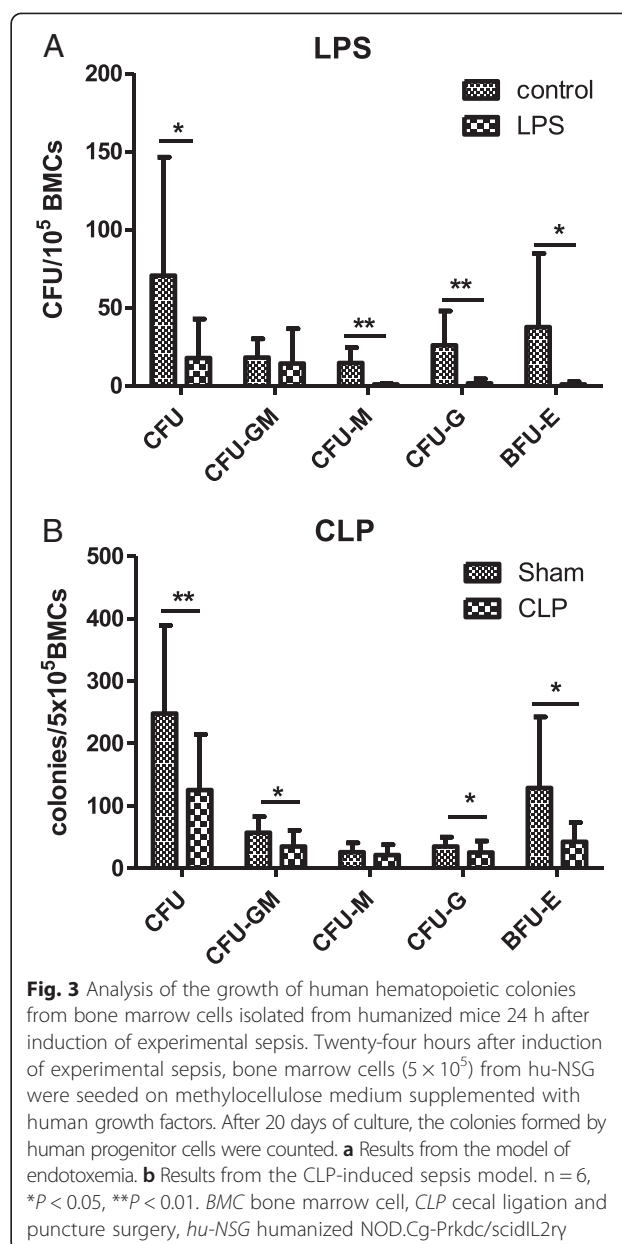 A
LPS
200
150
100
50
0
CFU/10⁵ BMCs
control
LPS
*
**
**
*
CFU
CFU-GM
CFU-M
CFU-G
BFU-E
B
CLP
500
400
300
200
100
0
colonies/5x10⁵BMCs
Sham
CLP
**
*
*
*
CFU
CFU-GM
CFU-M
CFU-G
BFU-E
Fig. 3 Analysis of the growth of human hematopoietic colonies
from bone marrow cells isolated from humanized mice 24 h after
induction of experimental sepsis. Twenty-four hours after induction
of experimental sepsis, bone marrow cells (5 × 10⁵) from hu-NSG
were seeded on methylocellulose medium supplemented with
human growth factors. After 20 days of culture, the colonies formed by
human progenitor cells were counted. a Results from the model of
endotoxemia. b Results from the CLP-induced sepsis model. n = 6,
*P < 0.05, **P < 0.01. BMC bone marrow cell, CLP cecal ligation and
puncture surgery, hu-NSG humanized NOD.Cg-Prkdc/scidIL2rγ